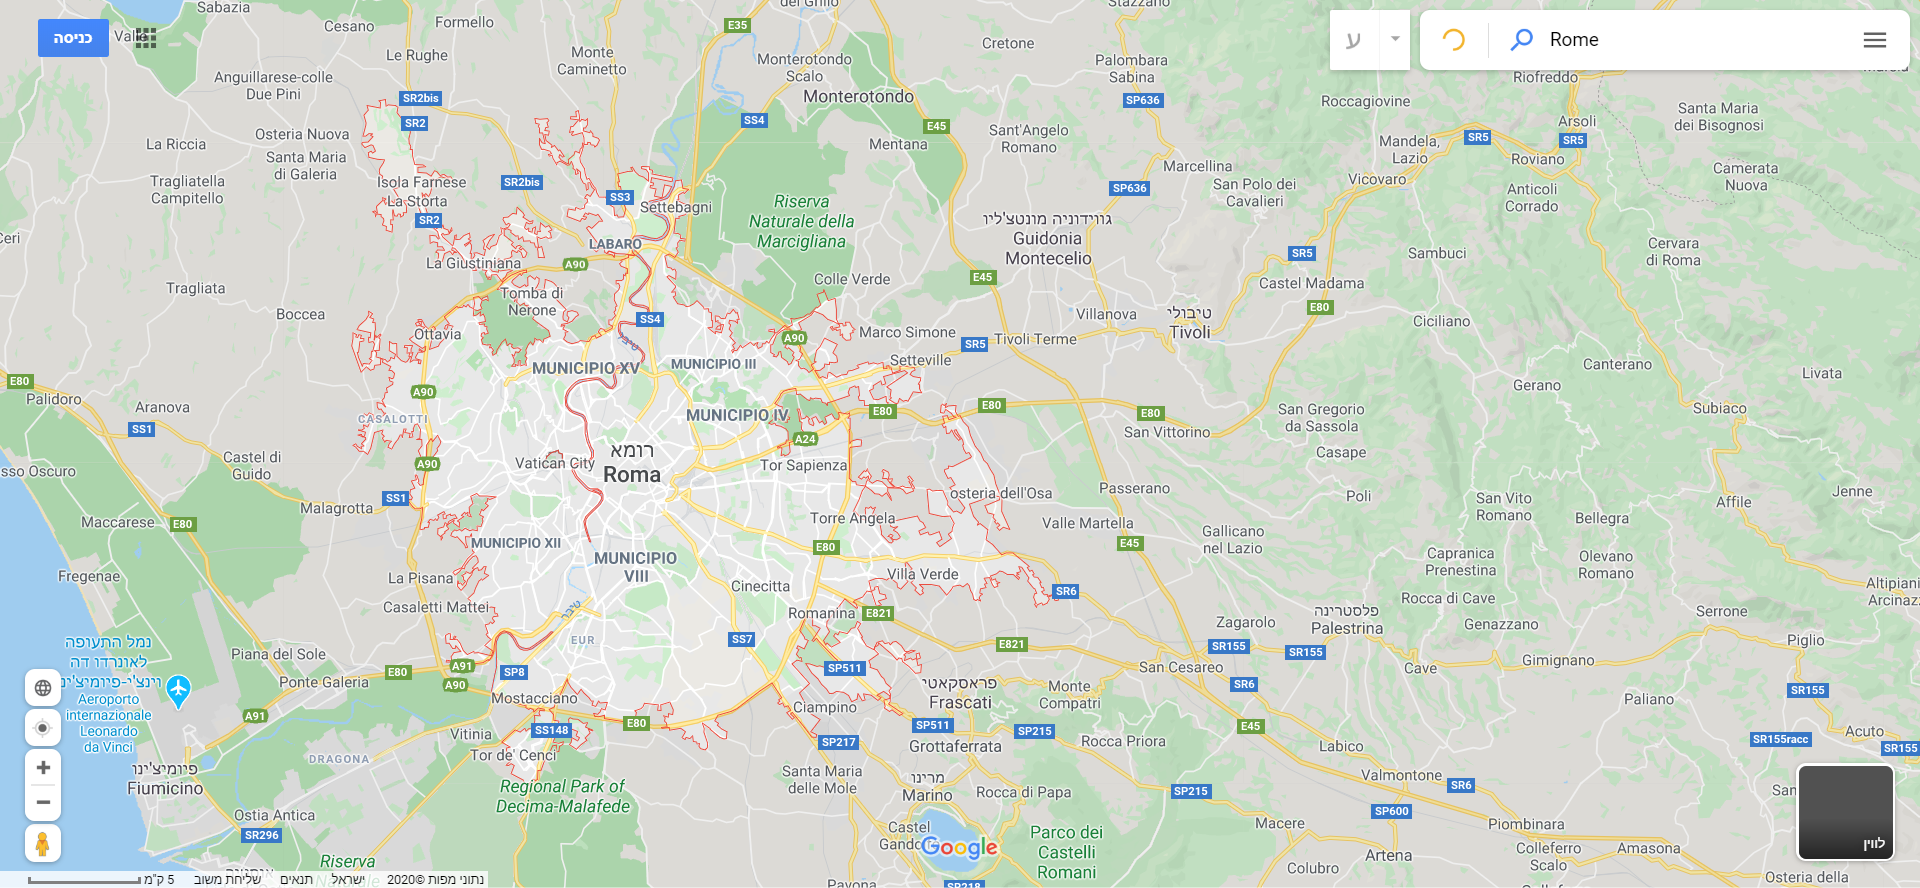 כניסה
ע
Rome
Sabazia
Formello
Stazzano
del Grillo
Cesano
E35
Valle
Le Rughe
Cretone
Monte
Caminetto
Monterotondo
Scalo
Palombara
Sabina
Anguillarese-colle
Due Pini
Monterotondo
Riofreddo
SR2bis
SP636
Roccagiovine
Santa Maria
dei Bisognosi
SR2
SS4
E45
Sant'Angelo
Romano
Arsoli
Osteria Nuova
La Riccia
Mentana
Mandela,
Lazio
SR5
SR5
Santa Maria
di Galeria
Marcellina
Roviano
Camerata
Nuova
Tragliatella
Campitello
Isola Farnese
SR2bis
SP636
San Polo dei
Cavalieri
Vicovaro
Anticoli
Corrado
La Storta
SS3
Settebagni
Riserva
Naturale della
Marcigliana
SR2
גווידוניה מונטצ'ליו
Guidonia
Montecelio
Ceri
LABARO
SR5
Sambuci
Cervara
di Roma
La Giustiniana
A90
Colle Verde
E45
Castel Madama
Tragliata
Tomba di
Nerone
Boccea
SS4
Villanova
טיבולי
Tivoli
E80
Ciciliano
Ottavia
A90
Marco Simone
SR5
Tivoli Terme
טיבר
Setteville
MUNICIPIO XV
MUNICIPIO III
Canterano
Livata
E80
Palidoro
A90
Gerano
Aranova
CASALOTTI
MUNICIPIO IV
E80
E80
E80
San Gregorio
da Sassola
Subiaco
SS1
A24
San Vittorino
רומא
Roma
Casape
sso Oscuro
Castel di
Guido
A90
Vatican City
Tor Sapienza
Malagrotta
SS1
osteria dell'Osa
Passerano
Poli
San Vito
Romano
Affile
Jenne
Maccarese
E80
Torre Angela
Valle Martella
Gallicano
nel Lazio
Bellegra
MUNICIPIO XII
E80
E45
MUNICIPIO
VIII
Capranica
Prenestina
Olevano
Romano
Fregenae
La Pisana
Cinecitta
Villa Verde
SR6
Altipiani
Arcinazz
Casaletti Mattei
טיבר
Romanina
E821
פלסטרינה
Palestrina
Rocca di Cave
Serrone
EUR
SS7
Zagarolo
Genazzano
נמל התעופה
לאונרדו דה
וינצ'י-פיומיצ'ינו
Aeroporto
internazionale
Leonardo
da Vinci
Piana del Sole
E821
SR155
SR155
Piglio
A91
E80
SP8
SP511
San Cesareo
Cave
Gimignano
Ponte Galeria
A90
Mostacciano
פראסקאטי
Frascati
Monte
Compatri
SR6
SR155
Paliano
A91
Ciampino
Vitinia
SS148
E80
SP511
SP215
E45
Acuto
DRAGONA
Tor de' Cenci
SP217
Grottaferrata
Rocca Priora
Labico
SR155racc
SR155
פיומיצ'ינו
Fiumicino
Santa Maria
delle Mole
מרינו
Marino
Valmontone
SR6
Regional Park of
Decima-Malafede
Rocca di Papa
SP215
SP600
San
Ostia Antica
SR296
Castel
Gando
Parco dei
Castelli
Romani
Macere
Piombinara
Google
Artena
Colleferro
Scalo
Amasona
לווין
Riserva
Naturale
Colubro
Osteria della
Pavona
SP218
5 ק"מ
שליחת משוב
תנאים
ישראל
נתוני מפות ©2020